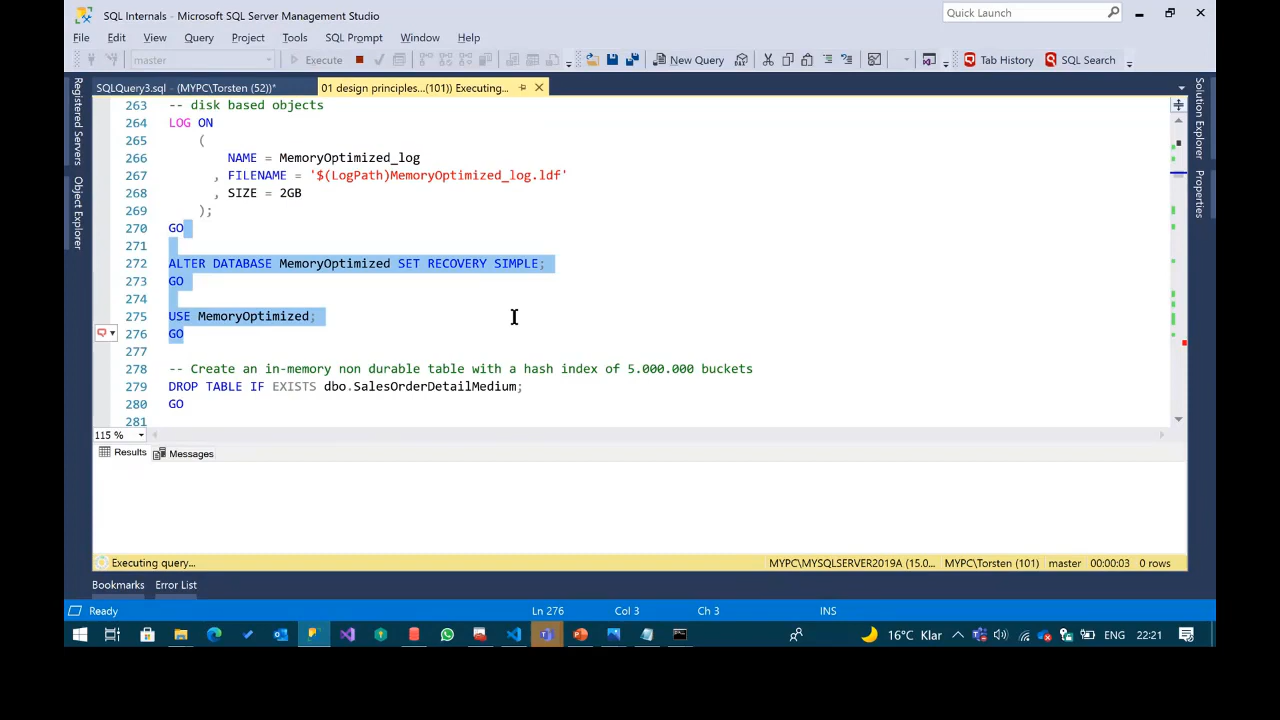 SQL Internals - Microsoft SQL Server Management Studio
Quick Launch
File Edit View Query Project Tools SQL Prompt Window Help
master Execute New Query Tab History SQL Search
SQLQuery3.sql - (MYPC\Torsten (52))* 01 design principles...(101)) Executing...
Registered Servers
Object Explorer
Solution Explorer
Properties
263 -- disk based objects
264 LOG ON
265 (
266 NAME = MemoryOptimized_log
267 , FILENAME = '$(LogPath)MemoryOptimized_log.ldf'
268 , SIZE = 2GB
269 );
270 GO
271
272 ALTER DATABASE MemoryOptimized SET RECOVERY SIMPLE;
273 GO
274
275 USE MemoryOptimized;
276 GO
277
278 -- Create an in-memory non durable table with a hash index of 5.000.000 buckets
279 DROP TABLE IF EXISTS dbo.SalesOrderDetailMedium;
280 GO
281
115 %
Results Messages
Executing query... MYPC\MYSQLSERVER2019A (15.0... MYPC\Torsten (101) master 00:00:03 0 rows
Bookmarks Error List
Ready Ln 276 Col 3 Ch 3 INS
16°C Klar ENG 22:21